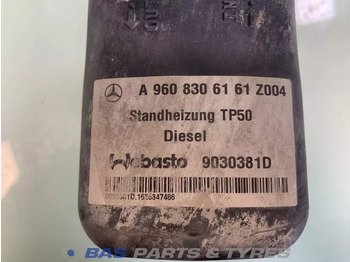 A 960 830 61 61 Z004
Standheizung TP50
Diesel
Webasto 9030381D
BAS PARTS & TYRES